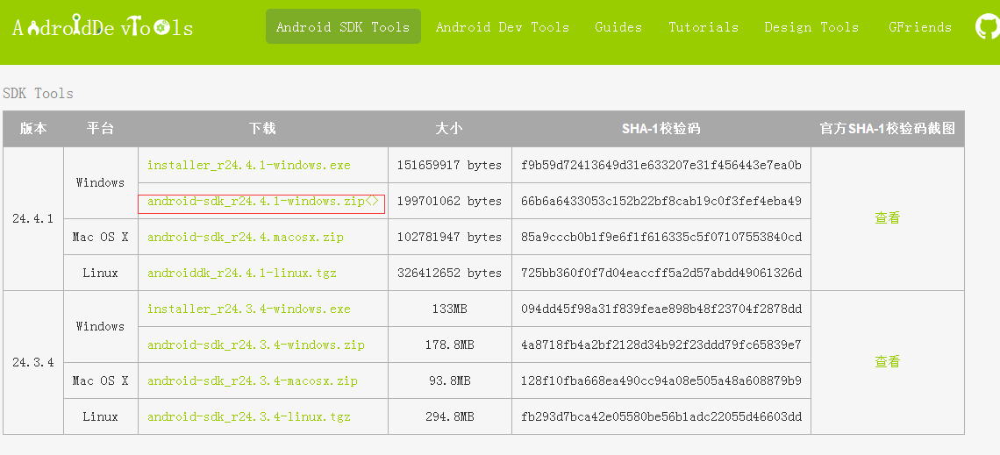 AndroidDevTools
Android SDK Tools
Android Dev Tools
Guides
Tutorials
Design Tools
GFriends
SDK Tools
版本 平台 下载 大小 SHA-1校验码 官方SHA-1校验码截图
24.4.1
Windows
installer_r24.4.1-windows.exe 151659917 bytes f9b59d72413649d31e633207e31f456443e7ea0b
android-sdk_r24.4.1-windows.zip<> 199701062 bytes 66b6a6433053c152b22bf8cab19c0f3fef4eba49
Mac OS X android-sdk_r24.4.macosx.zip 102781947 bytes 85a9cccb0b1f9e6f1f616335c5f07107553840cd
Linux androiddk_r24.4.1-linux.tgz 326412652 bytes 725bb360f0f7d04eaccff5a2d57abdd49061326d
查看
24.3.4
Windows
installer_r24.3.4-windows.exe 133MB 094dd45f98a31f839feae898b48f23704f2878dd
android-sdk_r24.3.4-windows.zip 178.8MB 4a8718fb4a2bf2128d34b92f23ddd79fc65839e7
Mac OS X android-sdk_r24.3.4-macosx.zip 93.8MB 128f10fba668ea490cc94a08e505a48a608879b9
Linux android-sdk_r24.3.4-linux.tgz 294.8MB fb293d7bca42e05580be56b1adc22055d46603dd
查看